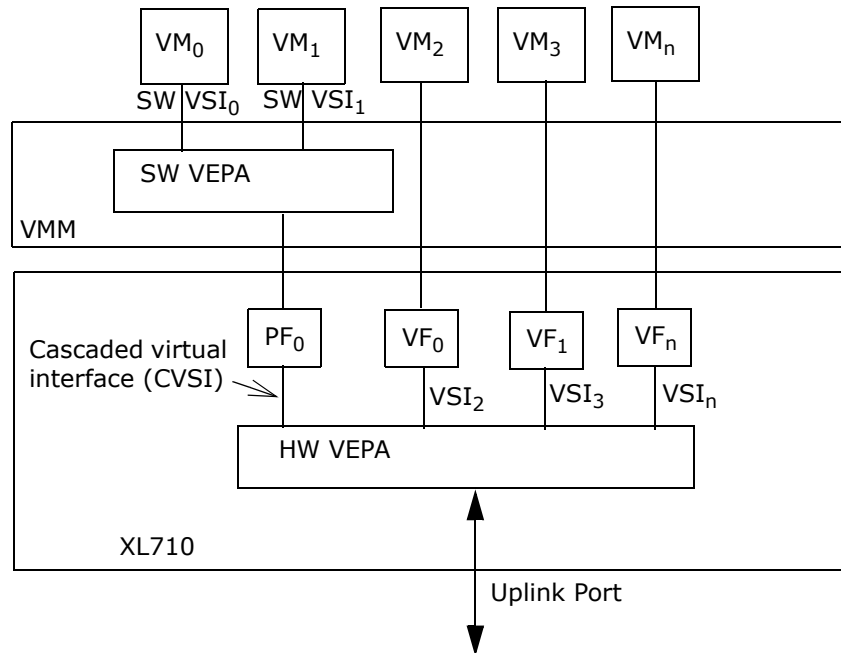 VM0 VM1 VM2 VM3 VMn
SW VSI0 SW VSI1
SW VEPA
VMM
PF0 VF0 VF1 VFn
Cascaded virtual
interface (CVSI)
VSI2 VSI3 VSIn
HW VEPA
XL710
Uplink Port